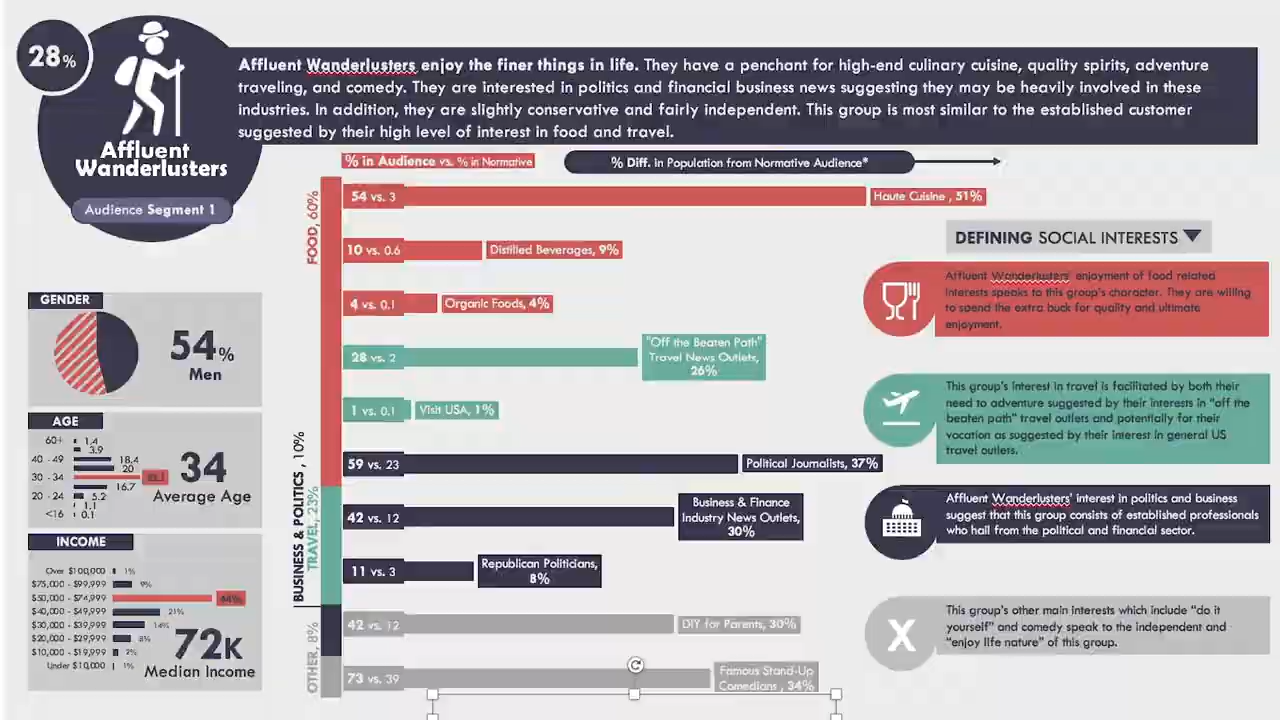 28%
Affluent
Wanderlusters
Audience Segment 1
Affluent Wanderlusters enjoy the finer things in life. They have a penchant for high-end culinary cuisine, quality spirits, adventure
traveling, and comedy. They are interested in politics and financial business news suggesting they may be heavily involved in these
industries. In addition, they are slightly conservative and fairly independent. This group is most similar to the established customer
suggested by their high level of interest in food and travel.
% in Audience vs. % in Normative
% Diff. in Population from Normative Audience*
FOOD, 60%
54 vs. 3
Haute Cuisine , 51%
10 vs. 0.6
Distilled Beverages, 9%
4 vs. 0.1
Organic Foods, 4%
28 vs. 2
"Off the Beaten Path"
Travel News Outlets,
26%
1 vs. 0.1
Visit USA, 1%
BUSINESS & POLITICS , 10%
TRAVEL, 23%
59 vs. 23
Political Journalists, 37%
42 vs. 12
Business & Finance
Industry News Outlets,
30%
11 vs. 3
Republican Politicians,
8%
OTHER, 8%
42 vs. 12
DIY for Parents, 30%
73 vs. 39
Famous Stand-Up
Comedians , 34%
GENDER
54%
Men
AGE
60+ 1.4
3.9
40 - 49 18.4
20
30 - 34
16.7
20 - 24 5.2
1.1
<16 0.1
34
Average Age
INCOME
Over $100,000 1%
$75,000 - $99,999 9%
$50,000 - $74,999 44%
$40,000 - $49,999 21%
$30,000 - $39,999 14%
$20,000 - $29,999 8%
$10,000 - $19,999 2%
Under $10,000 1%
72K
Median Income
DEFINING SOCIAL INTERESTS
Affluent Wanderlusters' enjoyment of food related
interests speaks to this group's character. They are willing
to spend the extra buck for quality and ultimate
enjoyment.
This group's interest in travel is facilitated by both their
need to adventure suggested by their interests in "off the
beaten path" travel outlets and potentially for their
vocation as suggested by their interest in general US
travel outlets.
Affluent Wanderlusters' interest in politics and business
suggest that this group consists of established professionals
who hail from the political and financial sector.
X
This group's other main interests which include "do it
yourself" and comedy speak to the independent and
"enjoy life nature" of this group.